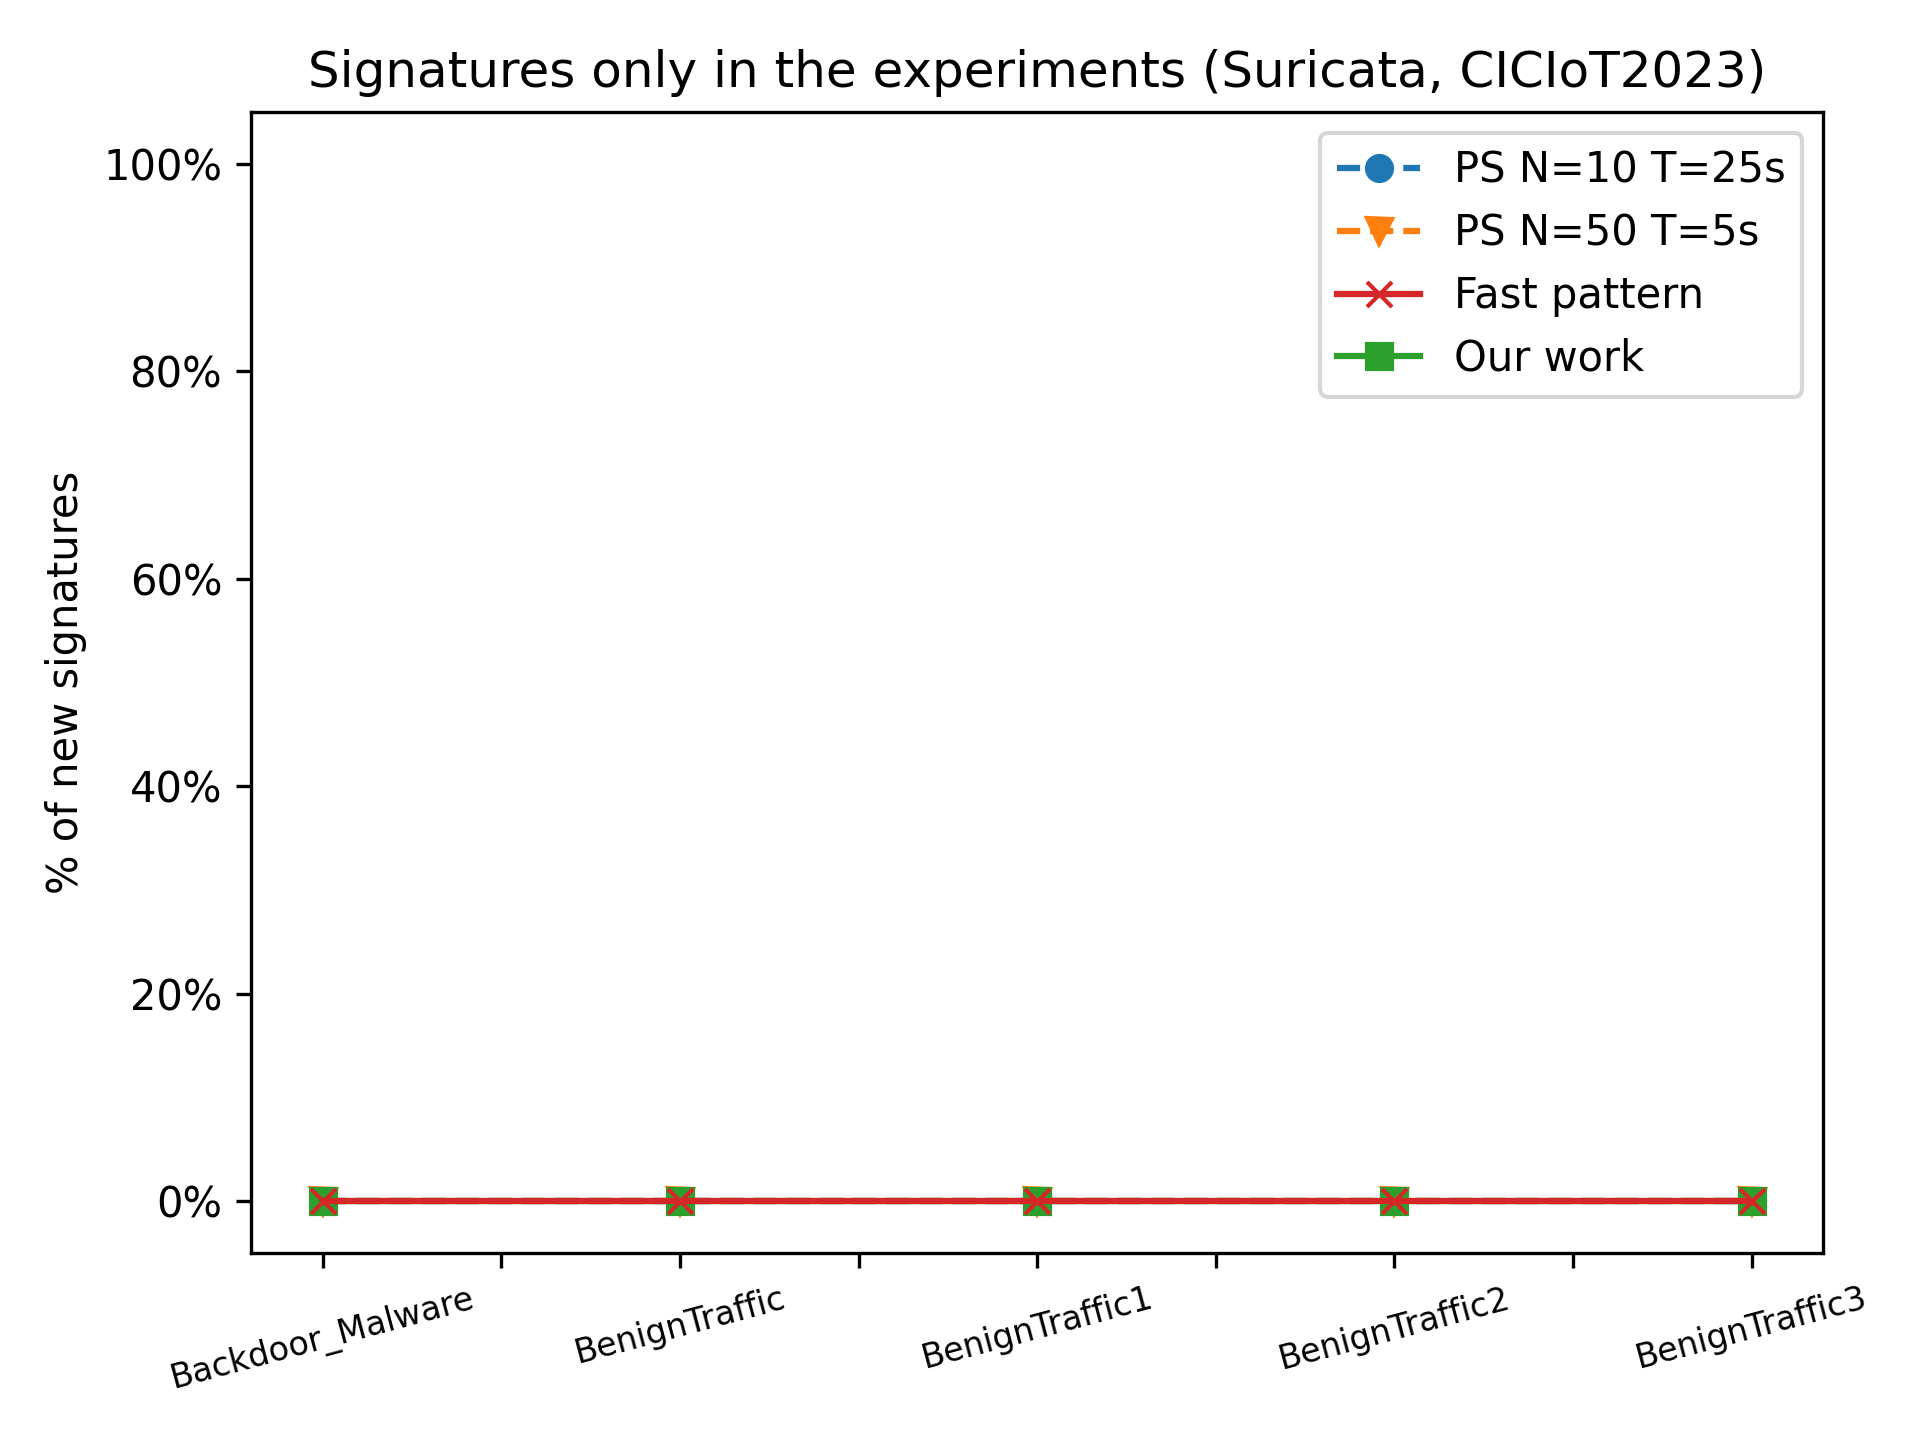 Signatures only in the experiments (Suricata, CICIoT2023)
PS N=10 T=25s
PS N=50 T=5s
Fast pattern
Our work
% of new signatures
100%
80%
60%
40%
20%
0%
Backdoor_Malware
BenignTraffic
BenignTraffic1
BenignTraffic2
BenignTraffic3